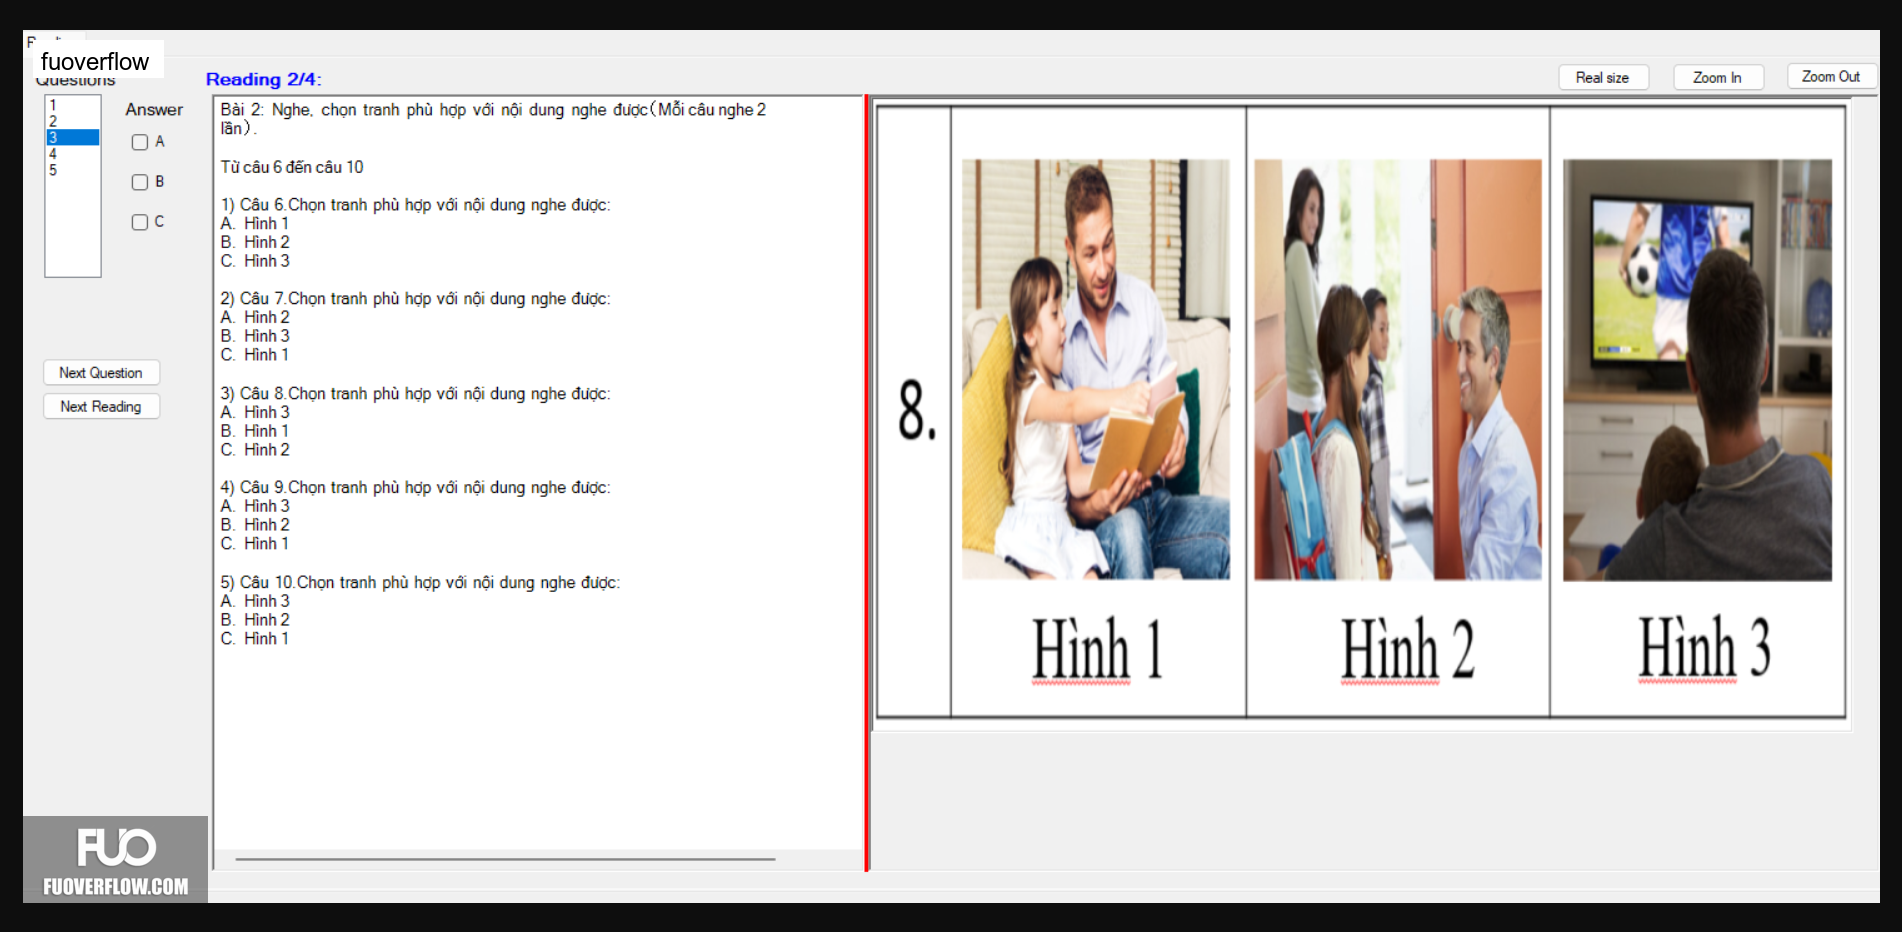 fuoverflow
Questions
Reading 2/4:
Real size
Zoom In
Zoom Out
1
2
3
4
5
Answer
A
B
C
Next Question
Next Reading
Bài 2: Nghe, chọn tranh phù hợp với nội dung nghe được(Mỗi câu nghe 2
lần).
Từ câu 6 đến câu 10
1) Câu 6.Chọn tranh phù hợp với nội dung nghe được:
A. Hình 1
B. Hình 2
C. Hình 3
2) Câu 7.Chọn tranh phù hợp với nội dung nghe được:
A. Hình 2
B. Hình 3
C. Hình 1
3) Câu 8.Chọn tranh phù hợp với nội dung nghe được:
A. Hình 3
B. Hình 1
C. Hình 2
4) Câu 9.Chọn tranh phù hợp với nội dung nghe được:
A. Hình 3
B. Hình 2
C. Hình 1
5) Câu 10.Chọn tranh phù hợp với nội dung nghe được:
A. Hình 3
B. Hình 2
C. Hình 1
8.
Hình 1
Hình 2
Hình 3
FUO
FUOVERFLOW.COM